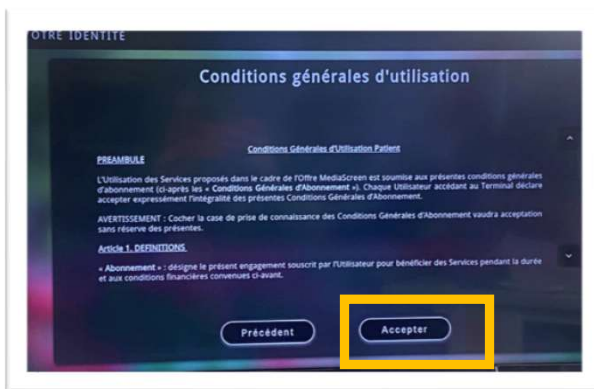 OTRE IDENTITE
Conditions générales d'utilisation
Conditions Générales d'Utilisation Patient
PREAMBULE
L'Utilisation des Services proposés dans le cadre de l'Offre MediaScreen est soumise aux présentes conditions générales
d'abonnement (ci-après les « Conditions Générales d'Abonnement »). Chaque Utilisateur accédant au Terminal déclare
accepter expressément l'intégralité des présentes Conditions Générales d'Abonnement.
AVERTISSEMENT : Cocher la case de prise de connaissance des Conditions Générales d'Abonnement vaudra acceptation
sans réserve des présentes.
Article 1. DEFINITIONS
« Abonnement » : désigne le présent engagement souscrit par l'Utilisateur pour bénéficier des Services pendant la durée
et aux conditions financières convenues ci-avant.
Précédent Accepter